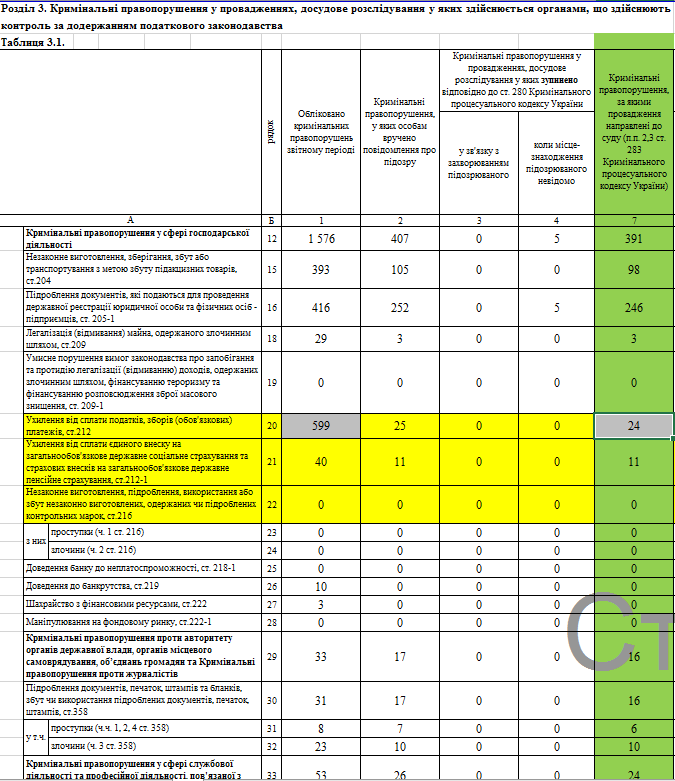 Розділ 3. Кримінальні правопорушення у провадженнях, досудове розслідування у яких здійснюється органами, що здійснюють
контроль за додержанням податкового законодавства
Таблиця 3.1.
рядок
Обліковано
кримінальних
правопорушень
звітному періоді
Кримінальні
правопорушення,
у яких особам
вручено
повідомлення про
підозру
Кримінальні правопорушення у
провадженнях, досудове
розслідування у яких зупинено
відповідно до ст. 280 Кримінального
процесуального кодексу України
у зв'язку з
захворюванням
підозрюваного
коли місце-
знаходження
підозрюваного
невідомо
Кримінальні
правопорушення,
за якими
провадження
направлені до
суду (п.п. 2,3 ст.
283
Кримінального
процесуального
кодексу України)
А Б 1 2 3 4 7
Кримінальні правопорушення у сфері господарської
діяльності 12 1 576 407 0 5 391
Незаконне виготовлення, зберігання, збут або
транспортування з метою збуту підакцизних товарів,
ст.204 15 393 105 0 0 98
Підроблення документів, які подаються для проведення
державної реєстрації юридичної особи та фізичних осіб -
підприємців, ст. 205-1 16 416 252 0 5 246
Легалізація (відмивання) майна, одержаного злочинним
шляхом, ст.209 18 29 3 0 0 3
Умисне порушення вимог законодавства про запобігання
та протидію легалізації (відмиванню) доходів, одержаних
злочинним шляхом, фінансуванню тероризму та
фінансуванню розповсюдження зброї масового
знищення, ст. 209-1 19 0 0 0 0 0
Ухилення від сплати податків, зборів (обов'язкових)
платежів, ст.212 20 599 25 0 0 24
Ухилення від сплати єдиного внеску на
загальнообов'язкове державне соціальне страхування та
страхових внесків на загальнообов'язкове державне
пенсійне страхування, ст.212-1 21 40 11 0 0 11
Незаконне виготовлення, підроблення, використання або
збут незаконно виготовлених, одержаних чи підроблених
контрольних марок, ст.216 22 0 0 0 0 0
з них проступки (ч. 1 ст. 216) 23 0 0 0 0 0
злочини (ч. 2 ст. 216) 24 0 0 0 0 0
Доведення банку до неплатоспроможності, ст. 218-1 25 0 0 0 0 0
Доведення до банкрутства, ст.219 26 10 0 0 0 0
Шахрайство з фінансовими ресурсами, ст.222 27 3 0 0 0 0
Маніпулювання на фондовому ринку, ст.222-1 28 0 0 0 0 0
Кримінальні правопорушення проти авторитету
органів державної влади, органів місцевого
самоврядування, об'єднань громадян та Кримінальні
правопорушення проти журналістів 29 33 17 0 0 16
Підроблення документів, печаток, штампів та бланків,
збут чи використання підроблених документів, печаток,
штампів, ст.358 30 31 17 0 0 16
у т.ч. проступки (ч.ч. 1, 2, 4 ст. 358) 31 8 7 0 0 6
злочини (ч. 3 ст. 358) 32 23 10 0 0 10
Кримінальні правопорушення у сфері службової
діяльності та професійної діяльності, пов'язаної з 33 53 26 0 0 24
Ст